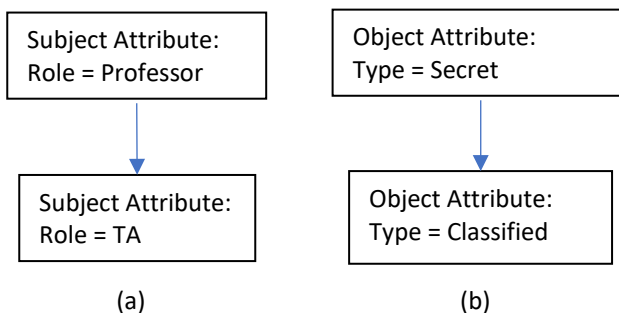 Subject Attribute:
Role = Professor
Object Attribute:
Type = Secret
Subject Attribute:
Role = TA
Object Attribute:
Type = Classified
(a)
(b)